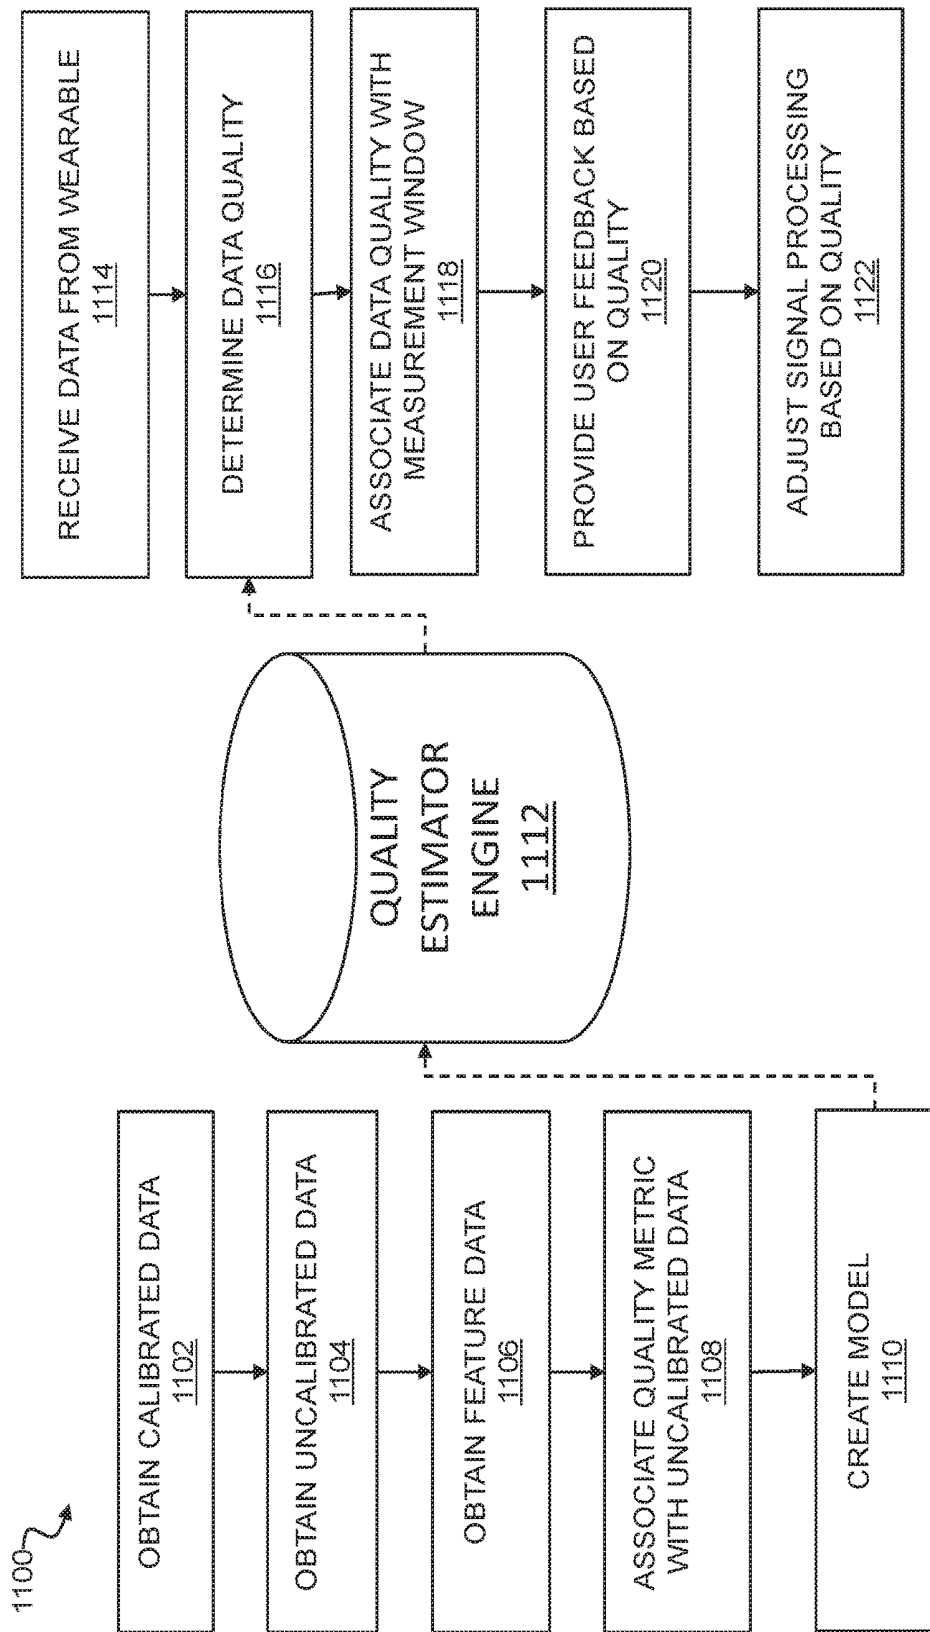 1100
OBTAIN CALIBRATED DATA
1102
OBTAIN UNCALIBRATED DATA
1104
OBTAIN FEATURE DATA
1106
ASSOCIATE QUALITY METRIC
WITH UNCALIBRATED DATA
1108
CREATE MODEL
1110
QUALITY
ESTIMATOR
ENGINE
1112
RECEIVE DATA FROM WEARABLE
1114
DETERMINE DATA QUALITY
1116
ASSOCIATE DATA QUALITY WITH
MEASUREMENT WINDOW
1118
PROVIDE USER FEEDBACK BASED
ON QUALITY
1120
ADJUST SIGNAL PROCESSING
BASED ON QUALITY
1122